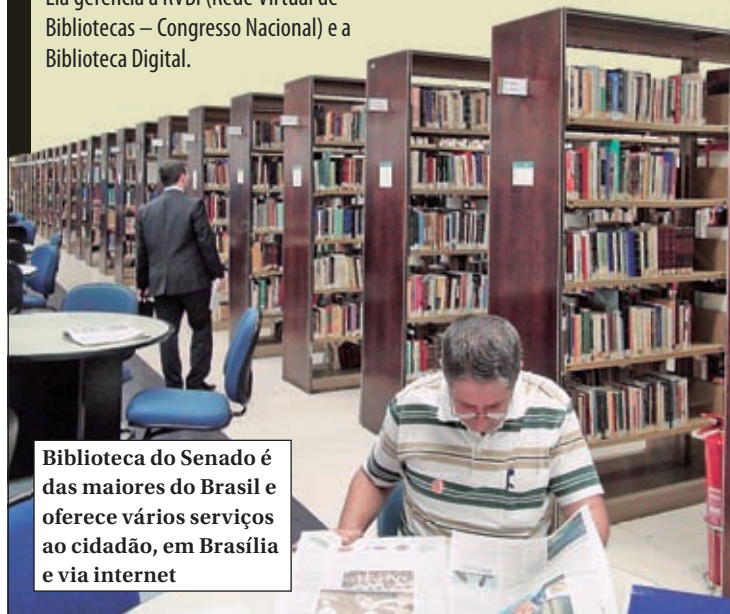 Ela gerencia a RVBI (Rede Virtual de
Bibliotecas – Congresso Nacional) e a
Biblioteca Digital.
Biblioteca do Senado é
das maiores do Brasil e
oferece vários serviços
ao cidadão, em Brasília
e via internet